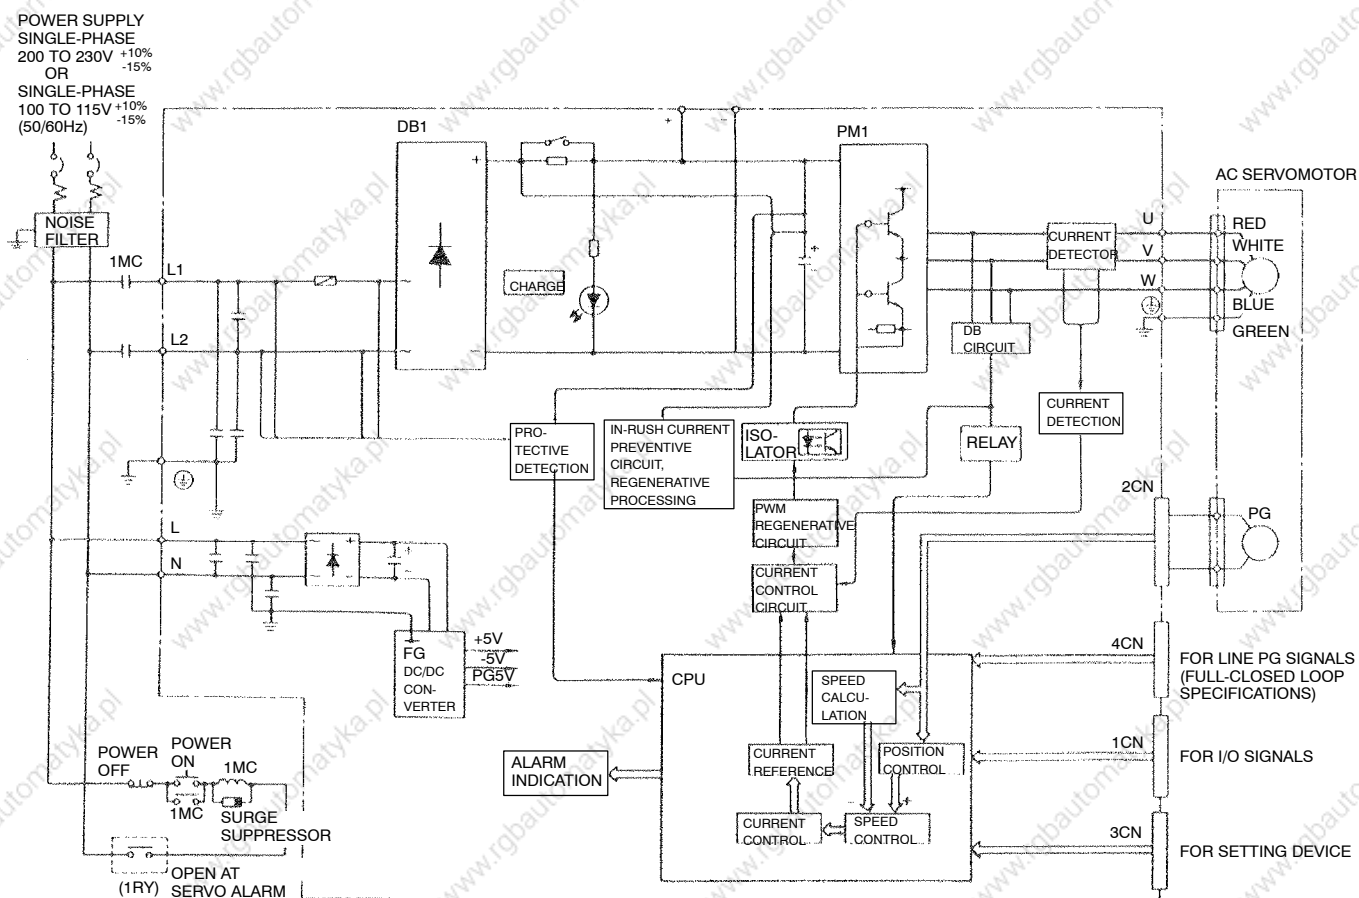 POWER SUPPLY
SINGLE-PHASE
200 TO 230V +10%
-15%
OR
SINGLE-PHASE
100 TO 115V +10%
-15%
(50/60Hz)
NOISE
FILTER
1MC
L1
L2
DB1
+
CHARGE
+
-
PM1
AC SERVOMOTOR
CURRENT
DETECTOR
U
V
W
RED
WHITE
BLUE
GREEN
DB
CIRCUIT
CURRENT
DETECTION
RELAY
PRO-
TECTIVE
DETECTION
IN-RUSH CURRENT
PREVENTIVE
CIRCUIT,
REGENERATIVE
PROCESSING
ISO-
LATOR
PWM
REGENERATIVE
CIRCUIT
CURRENT
CONTROL
CIRCUIT
2CN
PG
L
N
FG
DC/DC
CON-
VERTER
+5V
-5V
PG5V
CPU
SPEED
CALCU-
LATION
CURRENT
REFERENCE
POSITION
CONTROL
CURRENT
CONTROL
SPEED
CONTROL
-
+
ALARM
INDICATION
4CN
FOR LINE PG SIGNALS
(FULL-CLOSED LOOP
SPECIFICATIONS)
1CN
FOR I/O SIGNALS
3CN
FOR SETTING DEVICE
POWER
OFF
POWER
ON
1MC
1MC
SURGE
SUPPRESSOR
(1RY)
OPEN AT
SERVO ALARM
www.rgbautomatyka.pl